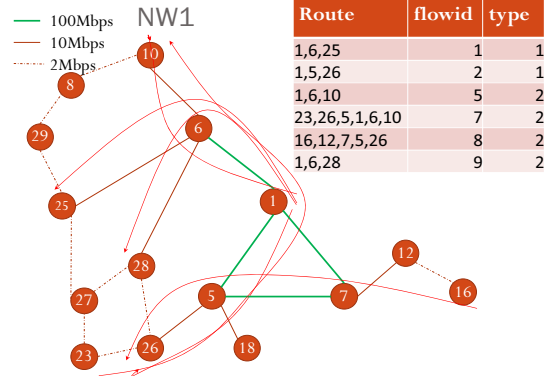 NW1
100Mbps
10Mbps
2Mbps
Route flowid type
1,6,25 1 1
1,5,26 2 1
1,6,10 5 2
23,26,5,1,6,10 7 2
16,12,7,5,26 8 2
1,6,28 9 2
10
8
6
29
25
1
12
28
16
27
5
7
23
26
18